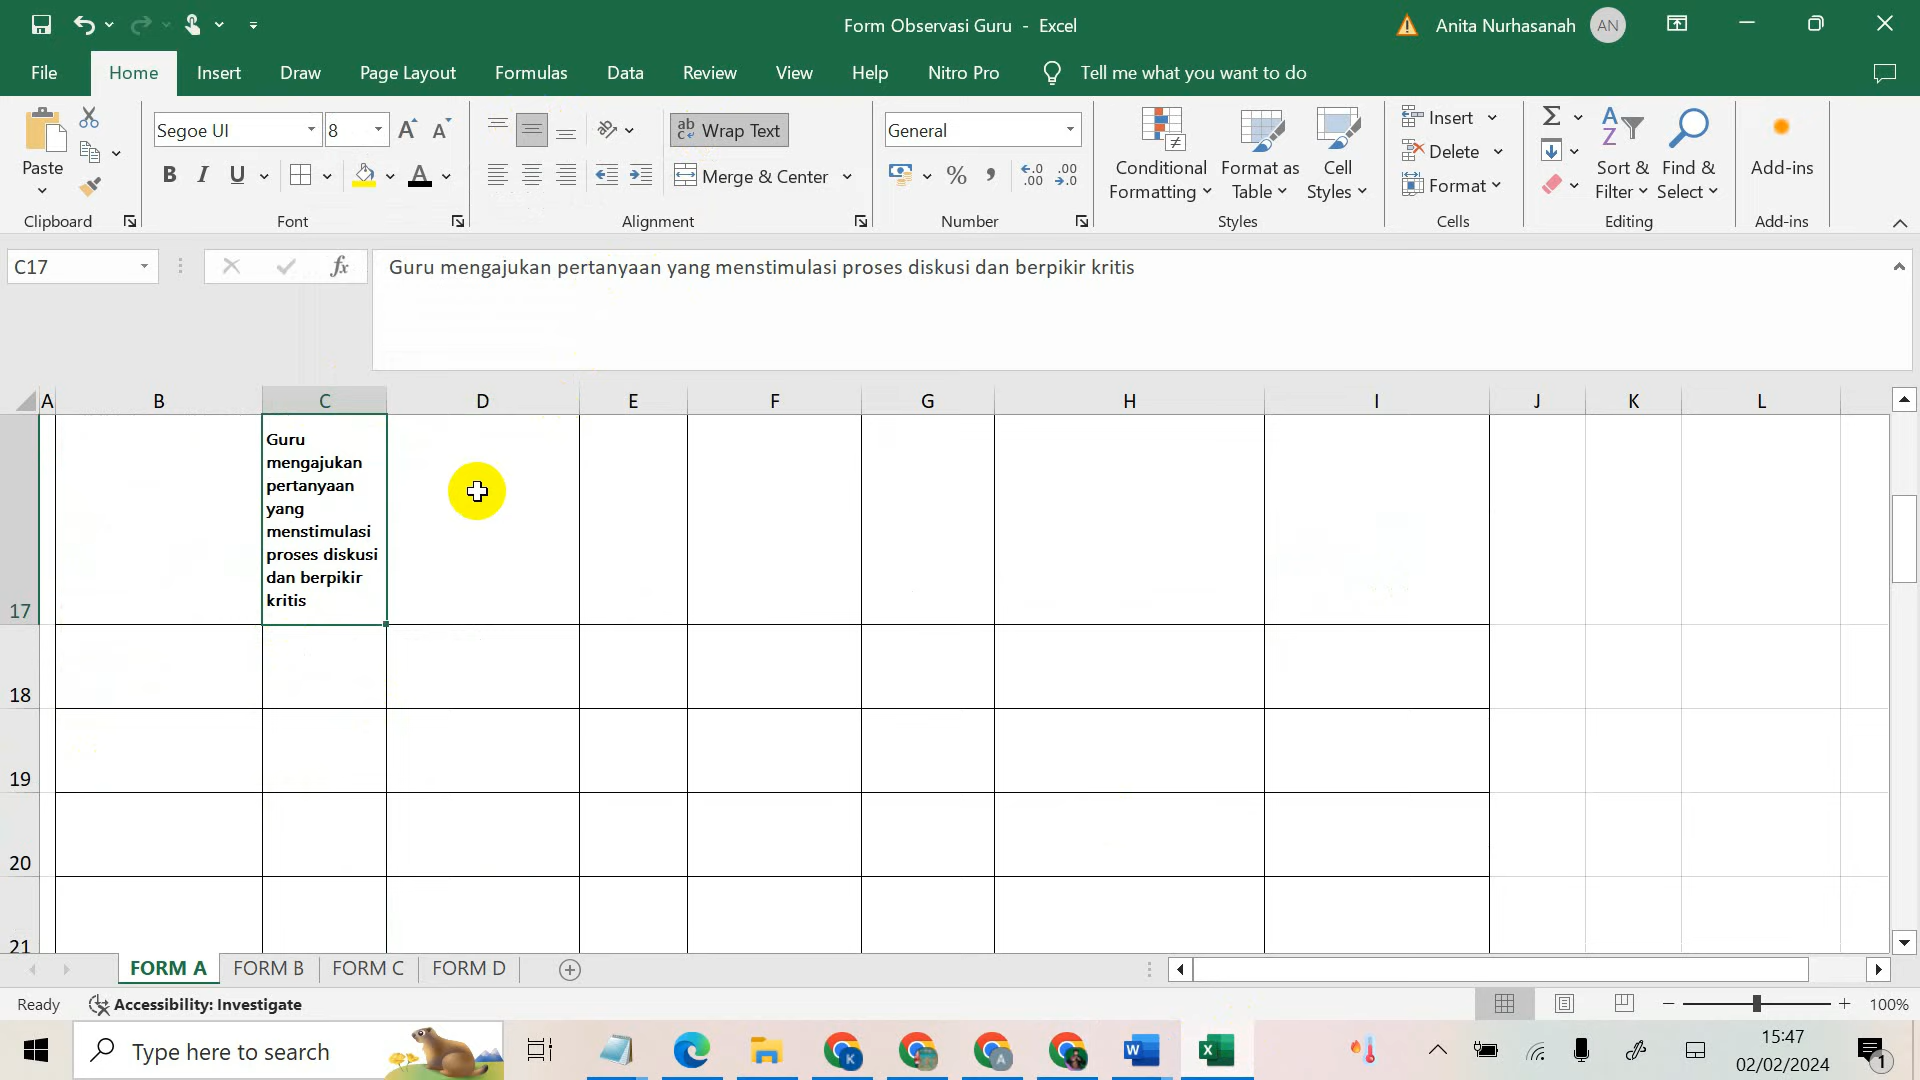 Form Observasi Guru - Excel
Anita Nurhasanah AN
File Home Insert Draw Page Layout Formulas Data Review View Help Nitro Pro Tell me what you want to do
Paste
Clipboard
Segoe UI 8
B I U
Font
Wrap Text
Merge & Center
Alignment
General
Number
Conditional Formatting
Format as Table
Cell Styles
Styles
Insert
Delete
Format
Cells
Sort & Filter
Find & Select
Editing
Add-ins
Add-ins
C17 fx Guru mengajukan pertanyaan yang menstimulasi proses diskusi dan berpikir kritis
A B C D E F G H I J K L
Guru
mengajukan
pertanyaan
yang
menstimulasi
proses diskusi
dan berpikir
kritis
17
18
19
20
21
FORM A FORM B FORM C FORM D
Ready Accessibility: Investigate 100%
Type here to search
15:47
02/02/2024
1